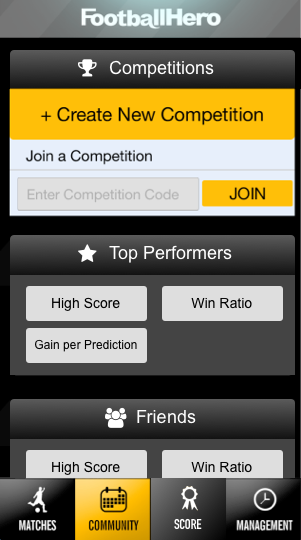 FootballHero
Competitions
+ Create New Competition
Join a Competition
Enter Competition Code
JOIN
Top Performers
High Score
Win Ratio
Gain per Prediction
Friends
High Score
Win Ratio
MATCHES
COMMUNITY
SCORE
MANAGEMENT